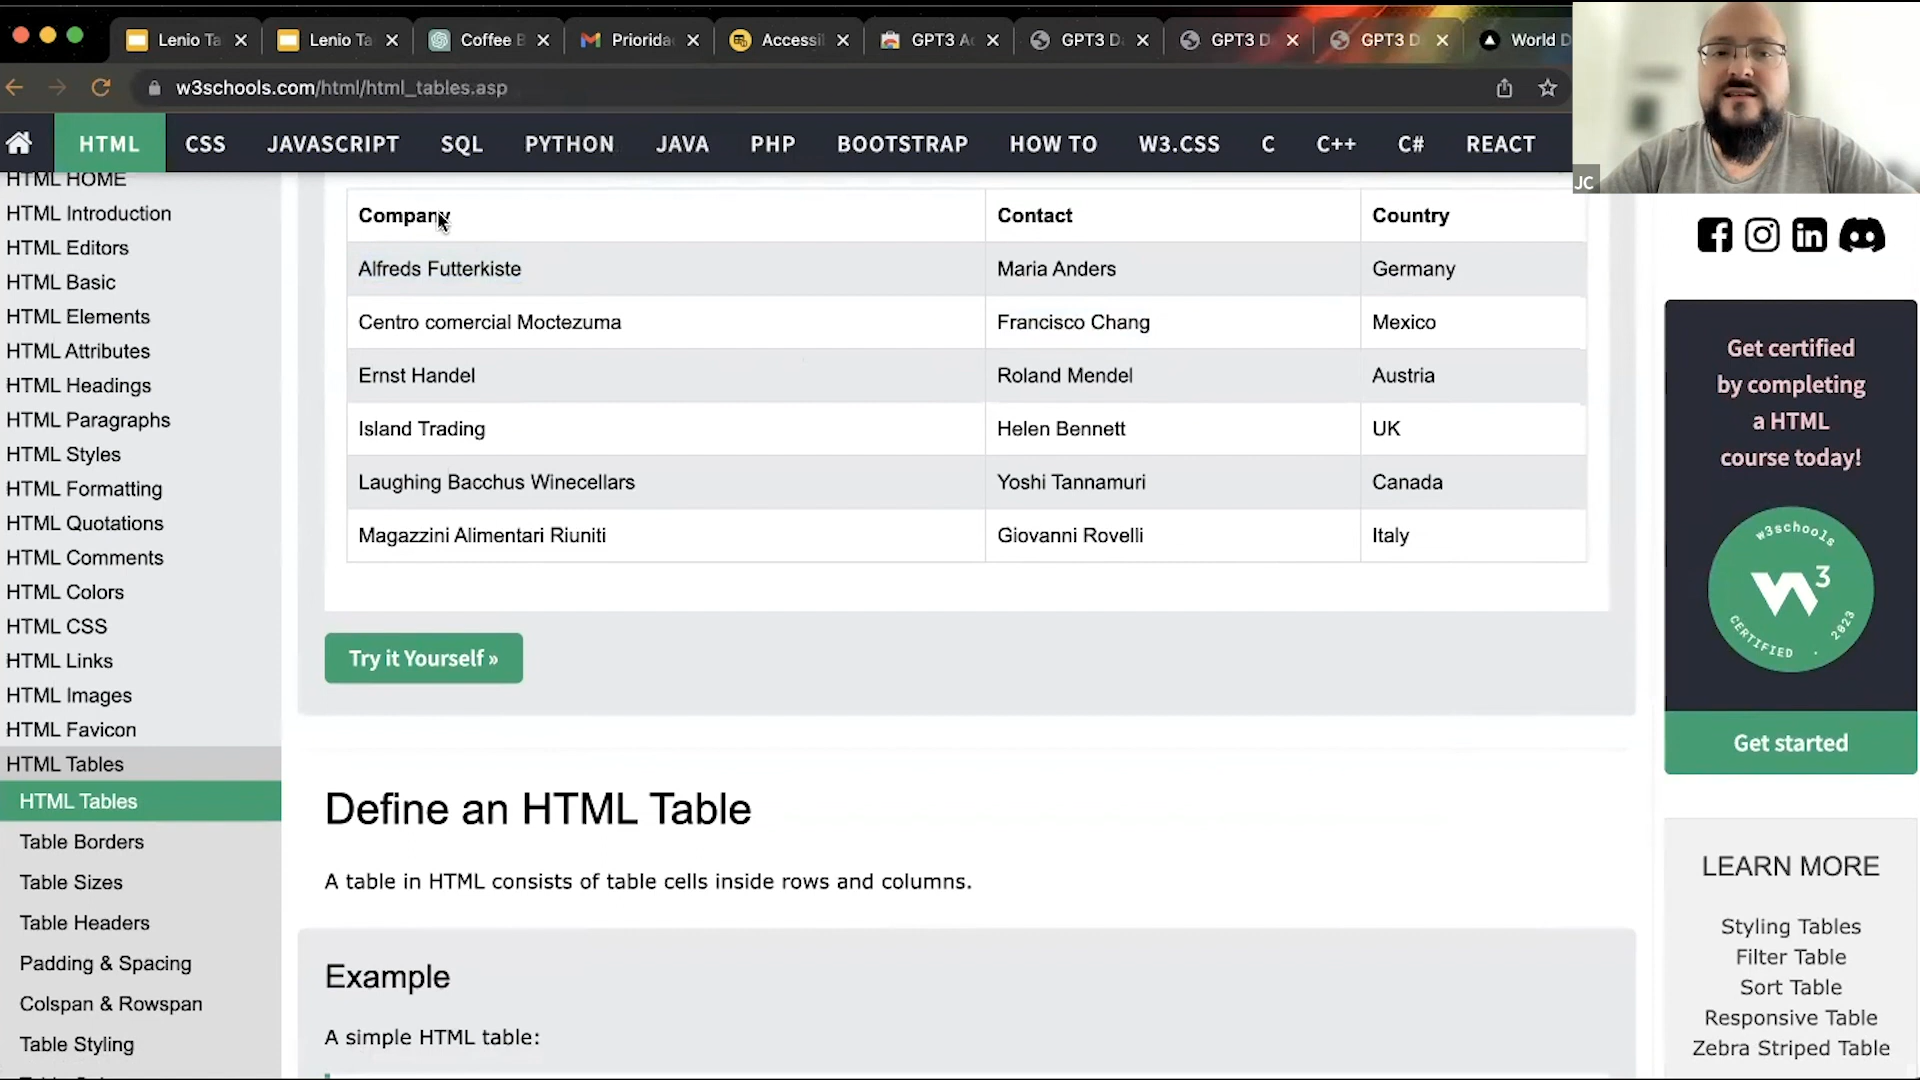 Lenio Ta
Lenio Ta
Coffee B
Priorida
Accessil
GPT3 A
GPT3 D
GPT3 D
GPT3 D
World D
w3schools.com/html/html_tables.asp
HTML CSS JAVASCRIPT SQL PYTHON JAVA PHP BOOTSTRAP HOW TO W3.CSS C C++ C# REACT
JC
HTML HOME
HTML Introduction
HTML Editors
HTML Basic
HTML Elements
HTML Attributes
HTML Headings
HTML Paragraphs
HTML Styles
HTML Formatting
HTML Quotations
HTML Comments
HTML Colors
HTML CSS
HTML Links
HTML Images
HTML Favicon
HTML Tables
HTML Tables
Table Borders
Table Sizes
Table Headers
Padding & Spacing
Colspan & Rowspan
Table Styling
Company Contact Country
Alfreds Futterkiste Maria Anders Germany
Centro comercial Moctezuma Francisco Chang Mexico
Ernst Handel Roland Mendel Austria
Island Trading Helen Bennett UK
Laughing Bacchus Winecellars Yoshi Tannamuri Canada
Magazzini Alimentari Riuniti Giovanni Rovelli Italy
Try it Yourself »
Define an HTML Table
A table in HTML consists of table cells inside rows and columns.
Example
A simple HTML table:
Get certified
by completing
a HTML
course today!
w3schools
W3
CERTIFIED . 2023
Get started
LEARN MORE
Styling Tables
Filter Table
Sort Table
Responsive Table
Zebra Striped Table